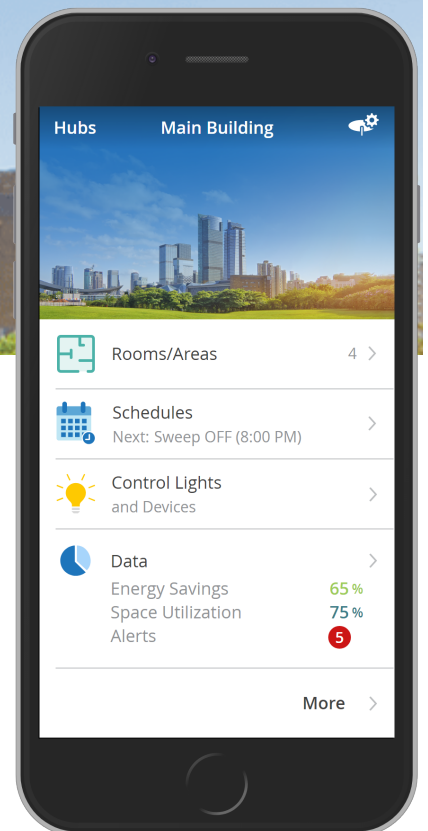 Hubs Main Building
Rooms/Areas 4
Schedules
Next: Sweep OFF (8:00 PM)
Control Lights
and Devices
Data
Energy Savings 65 %
Space Utilization 75 %
Alerts 5
More